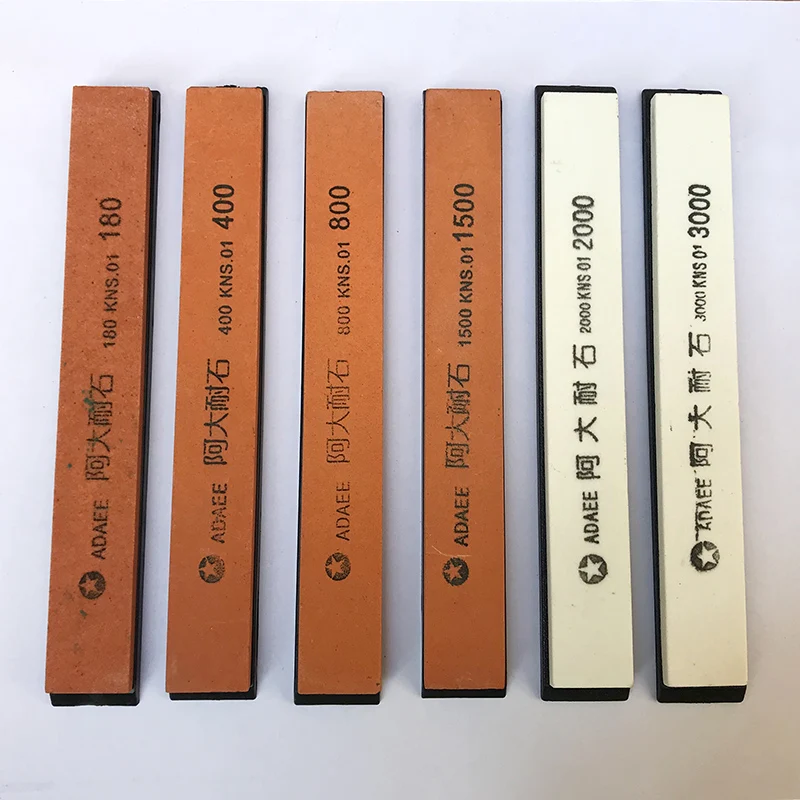 ADAEE 阿大耐石 180 KNS.01 180
ADAEE 阿大耐石 400 KNS.01 400
ADAEE 阿大耐石 800 KNS.01 800
ADAEE 阿大耐石 1500 KNS.01 1500
ADAEE 阿大耐石 2000 KNS.01 2000
ADAEE 阿大耐石 3000 KNS 01 3000